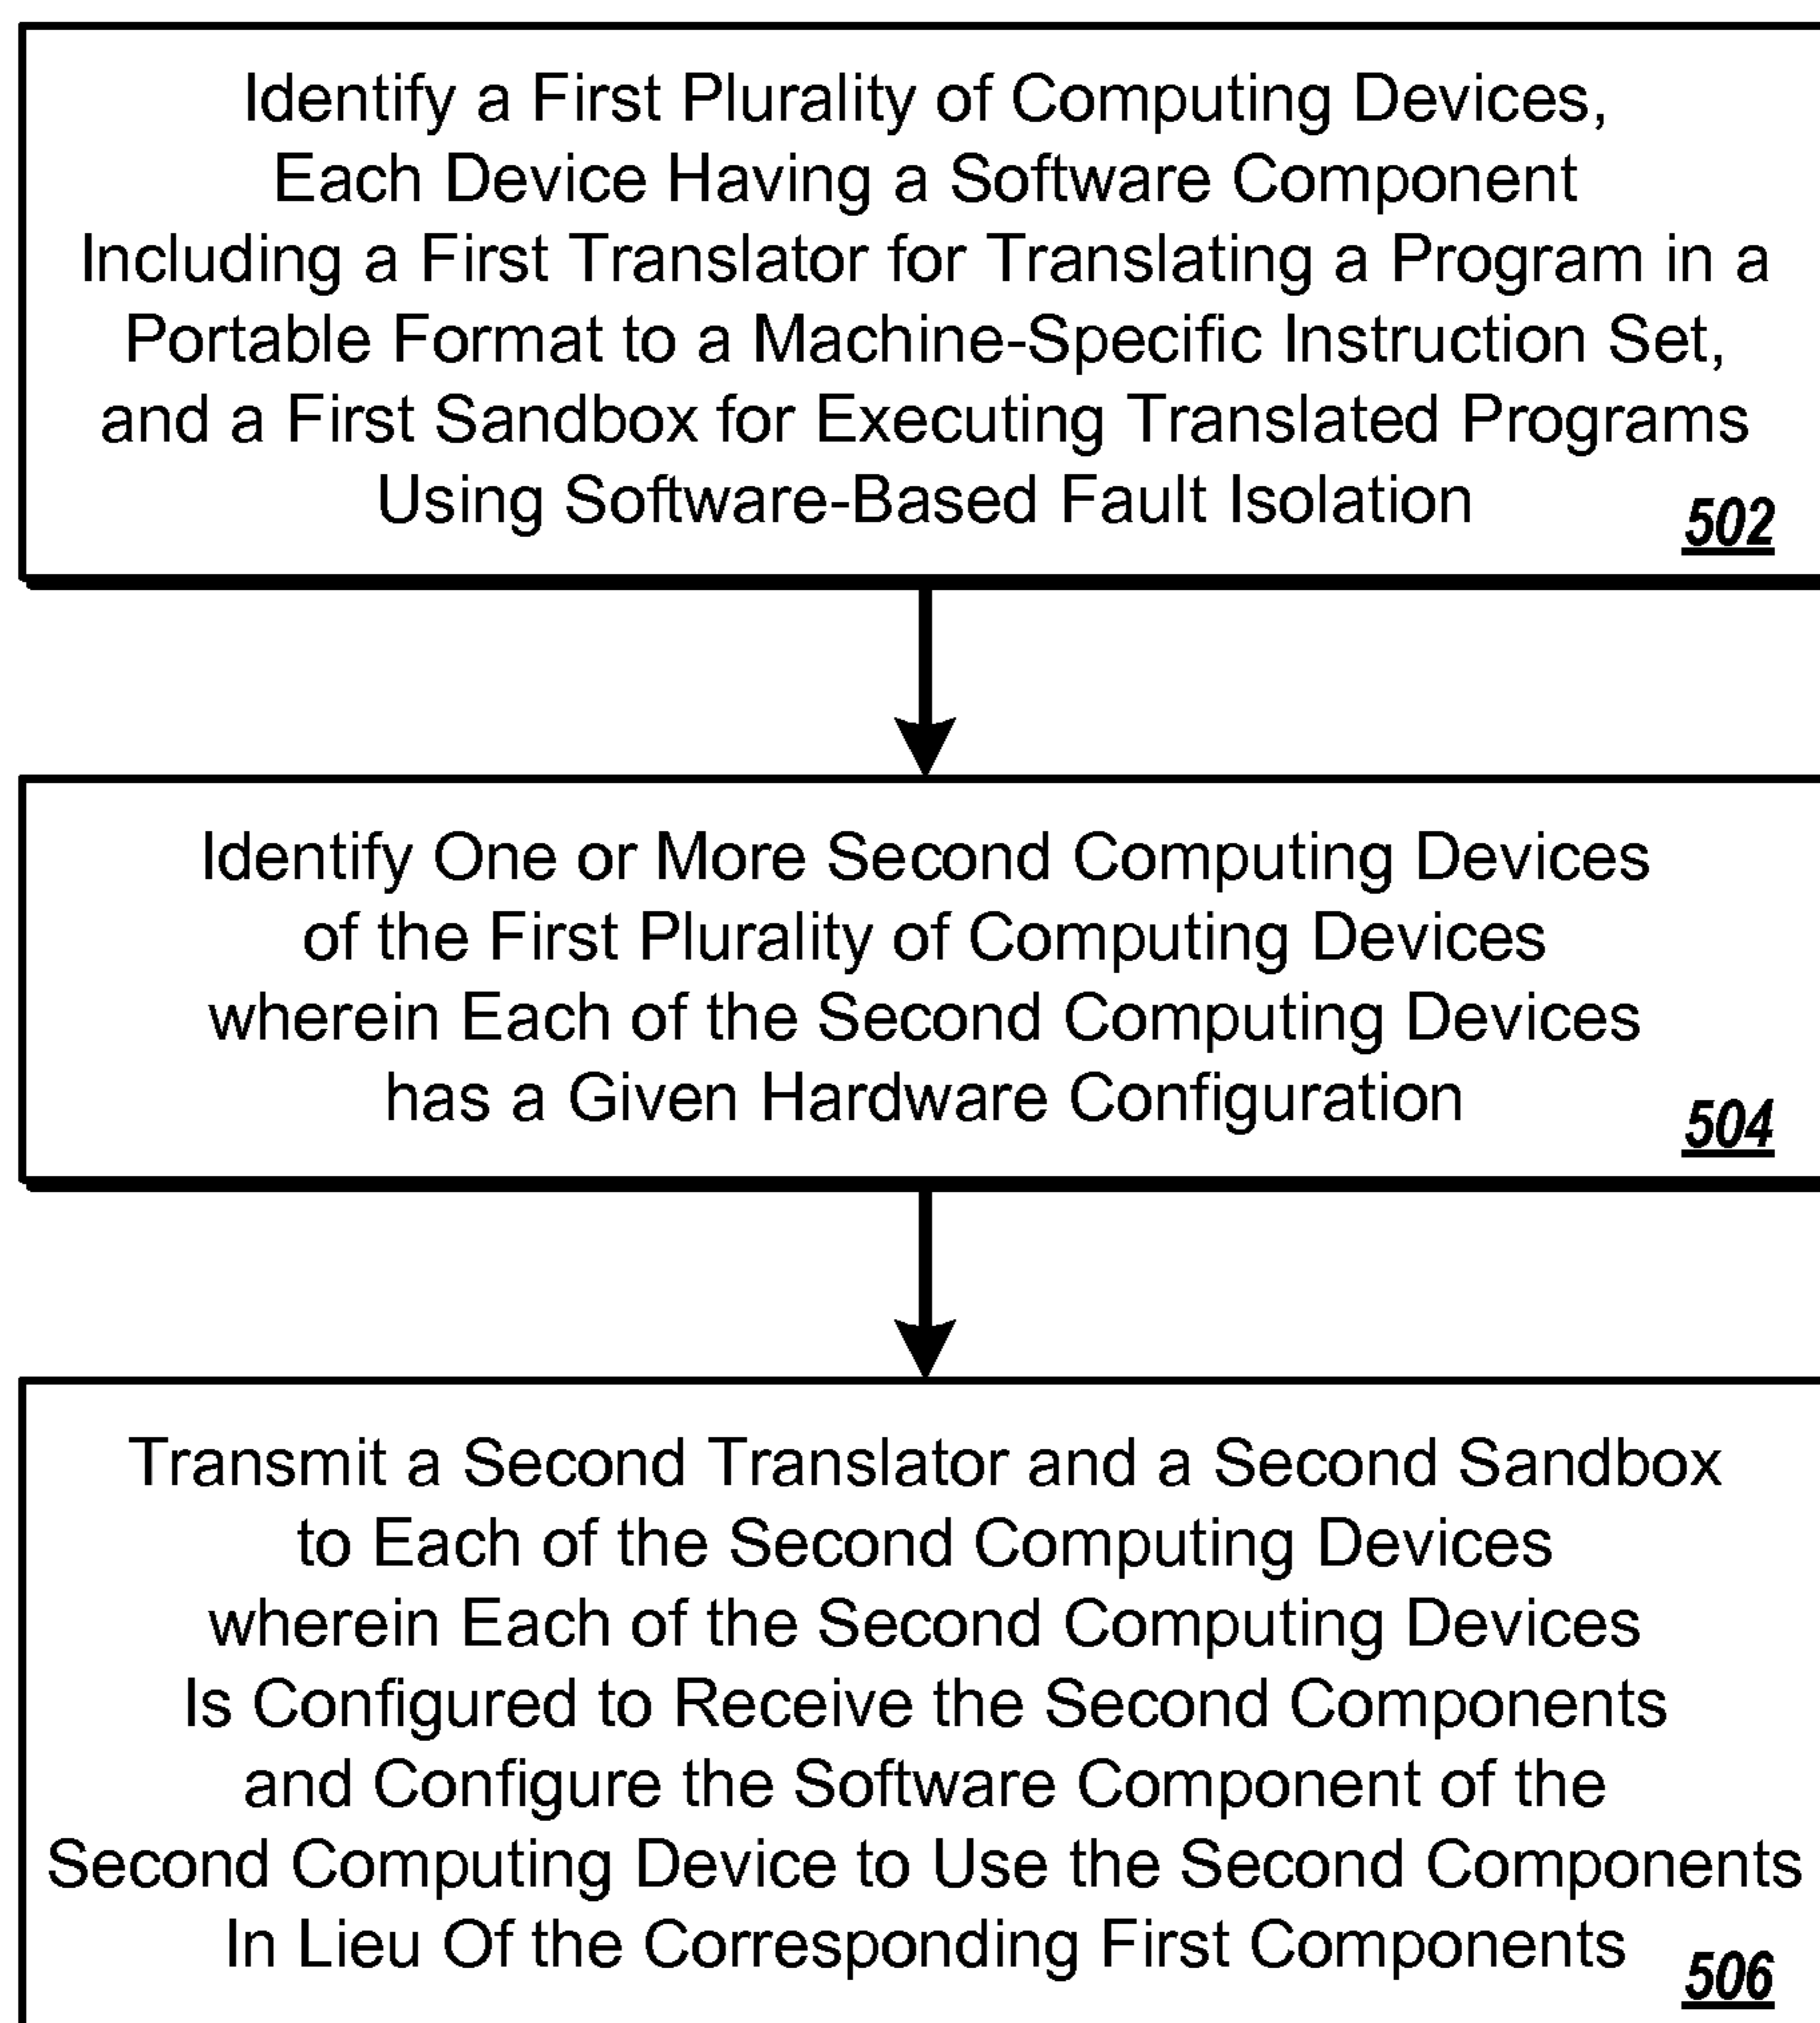 Identify a First Plurality of Computing Devices,
Each Device Having a Software Component
Including a First Translator for Translating a Program in a
Portable Format to a Machine-Specific Instruction Set,
and a First Sandbox for Executing Translated Programs
Using Software-Based Fault Isolation
502
Identify One or More Second Computing Devices
of the First Plurality of Computing Devices
wherein Each of the Second Computing Devices
has a Given Hardware Configuration
504
Transmit a Second Translator and a Second Sandbox
to Each of the Second Computing Devices
wherein Each of the Second Computing Devices
Is Configured to Receive the Second Components
and Configure the Software Component of the
Second Computing Device to Use the Second Components
In Lieu Of the Corresponding First Components
506